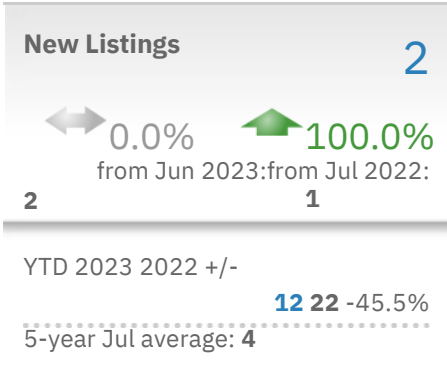 New Listings
2
0.0% 100.0%
from Jun 2023:from Jul 2022:
2 1
YTD 2023 2022 +/-
12 22 -45.5%
5-year Jul average: 4